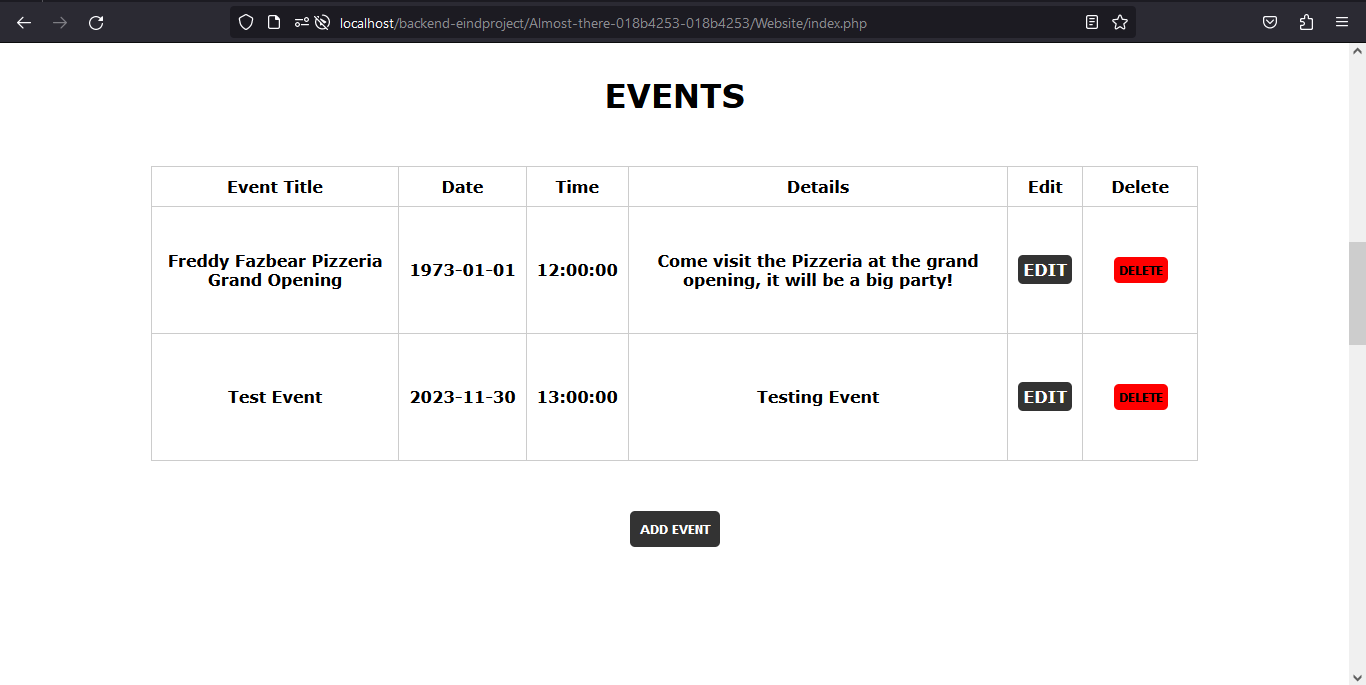 localhost/backend-eindproject/Almost-there-018b4253-018b4253/Website/index.php
EVENTS
Event Title Date Time Details Edit Delete
Freddy Fazbear Pizzeria
Grand Opening
1973-01-01 12:00:00
Come visit the Pizzeria at the grand
opening, it will be a big party!
EDIT DELETE
Test Event 2023-11-30 13:00:00 Testing Event EDIT DELETE
ADD EVENT